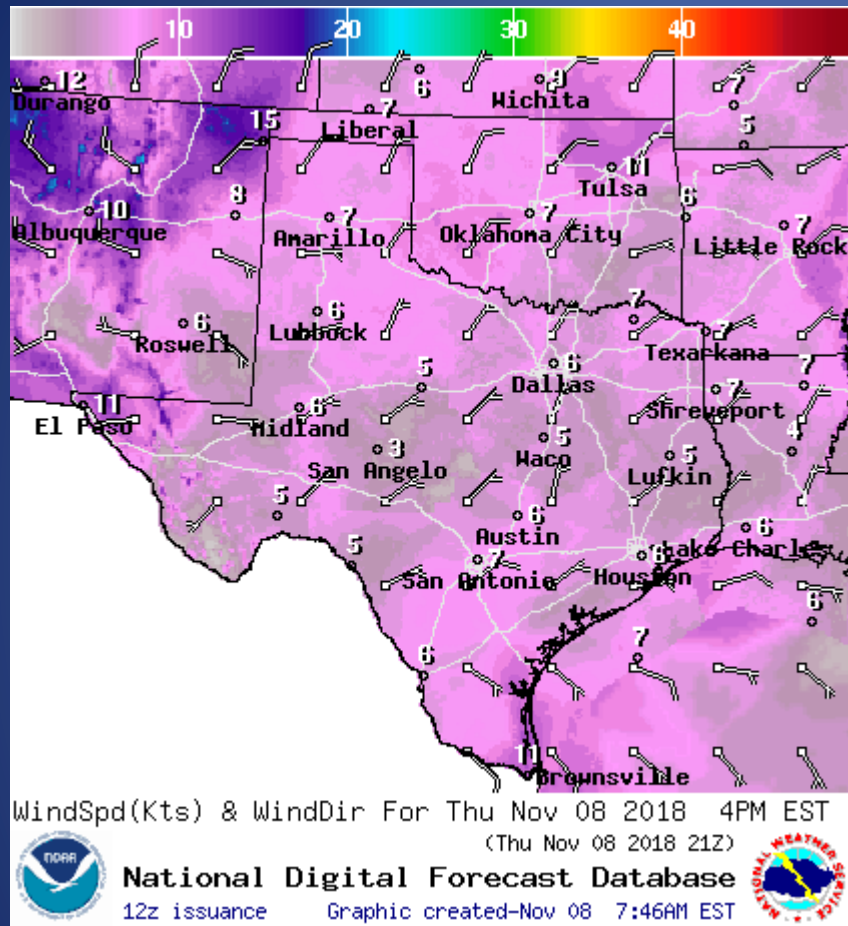 10 20 30 40
12 Durango
6
9 Wichita
7
7 Liberal
15
5
11 Tulsa
10 Albuquerque
8
7 Amarillo
7 Oklahoma City
6
7 Little Rock
6 Roswell
6 Lubbock
7
7 Texarkana
6 Dallas
5
7
7 Shreveport
11 El Paso
6 Midland
3 San Angelo
5 Waco
5 Lufkin
4
5
6 Austin
6 Lake Charles
5
7 San Antonio
6 Houston
6
7
6
11 Brownsville
WindSpd(Kts) & WindDir For Thu Nov 08 2018 4PM EST
(Thu Nov 08 2018 21Z)
NOAA
National Digital Forecast Database
12z issuance Graphic created-Nov 08 7:46AM EST
NATIONAL WEATHER SERVICE